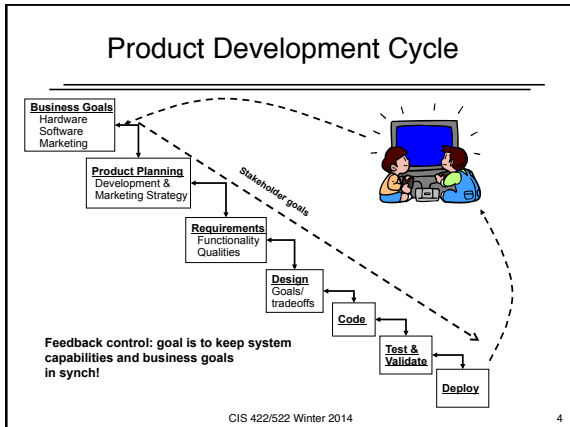 Product Development Cycle
Business Goals
Hardware
Software
Marketing
Product Planning
Development &
Marketing Strategy
Stakeholder goals
Requirements
Functionality
Qualities
Design
Goals/
tradeoffs
Code
Test &
Validate
Deploy
Feedback control: goal is to keep system
capabilities and business goals
in synch!
CIS 422/522 Winter 2014
4